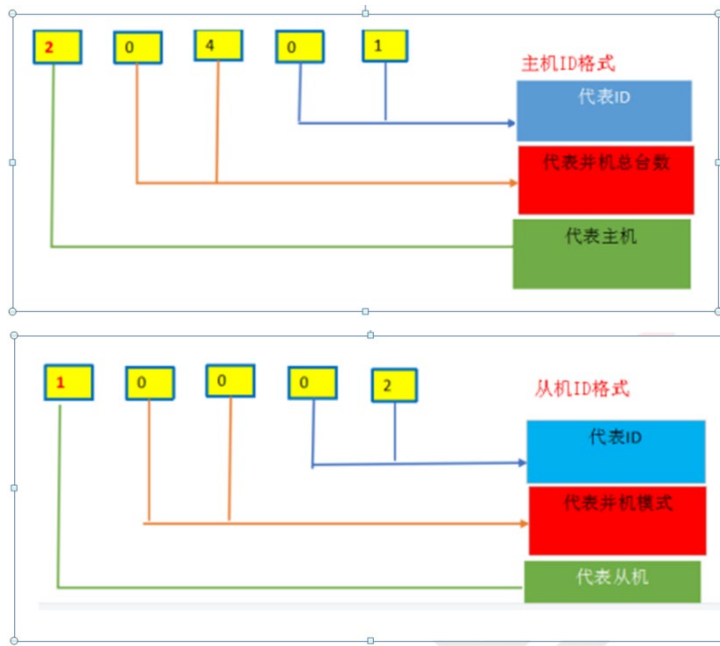 2 0 4 0 1
主机ID格式
代表ID
代表并机总台数
代表主机
1 0 0 0 2
从机ID格式
代表ID
代表并机模式
代表从机